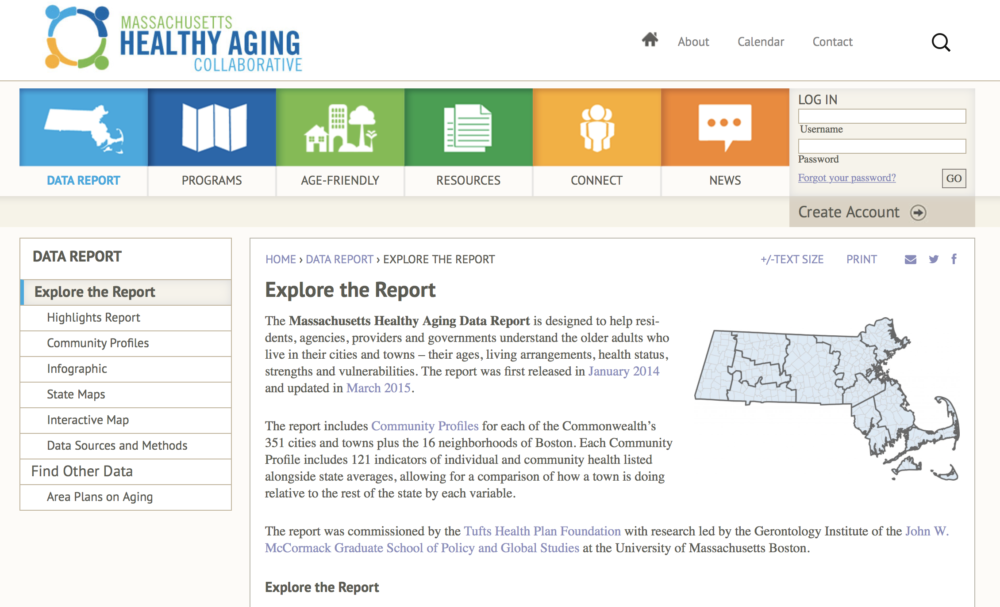 MASSACHUSETTS
HEALTHY AGING
COLLABORATIVE
About
Calendar
Contact
DATA REPORT
PROGRAMS
AGE-FRIENDLY
RESOURCES
CONNECT
NEWS
LOG IN
Username
Password
Forgot your password?
GO
Create Account
DATA REPORT
Explore the Report
Highlights Report
Community Profiles
Infographic
State Maps
Interactive Map
Data Sources and Methods
Find Other Data
Area Plans on Aging
HOME › DATA REPORT › EXPLORE THE REPORT
+/-TEXT SIZE
PRINT
Explore the Report
The Massachusetts Healthy Aging Data Report is designed to help resi-
dents, agencies, providers and governments understand the older adults who
live in their cities and towns – their ages, living arrangements, health status,
strengths and vulnerabilities. The report was first released in January 2014
and updated in March 2015.
The report includes Community Profiles for each of the Commonwealth's
351 cities and towns plus the 16 neighborhoods of Boston. Each Community
Profile includes 121 indicators of individual and community health listed
alongside state averages, allowing for a comparison of how a town is doing
relative to the rest of the state by each variable.
The report was commissioned by the Tufts Health Plan Foundation with research led by the Gerontology Institute of the John W.
McCormack Graduate School of Policy and Global Studies at the University of Massachusetts Boston.
Explore the Report